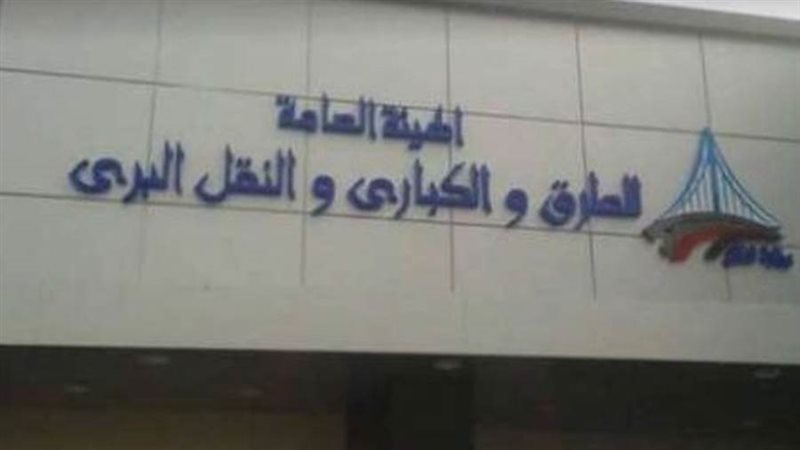 الهيئة العامة
للطرق و الكبارى و النقل البرى